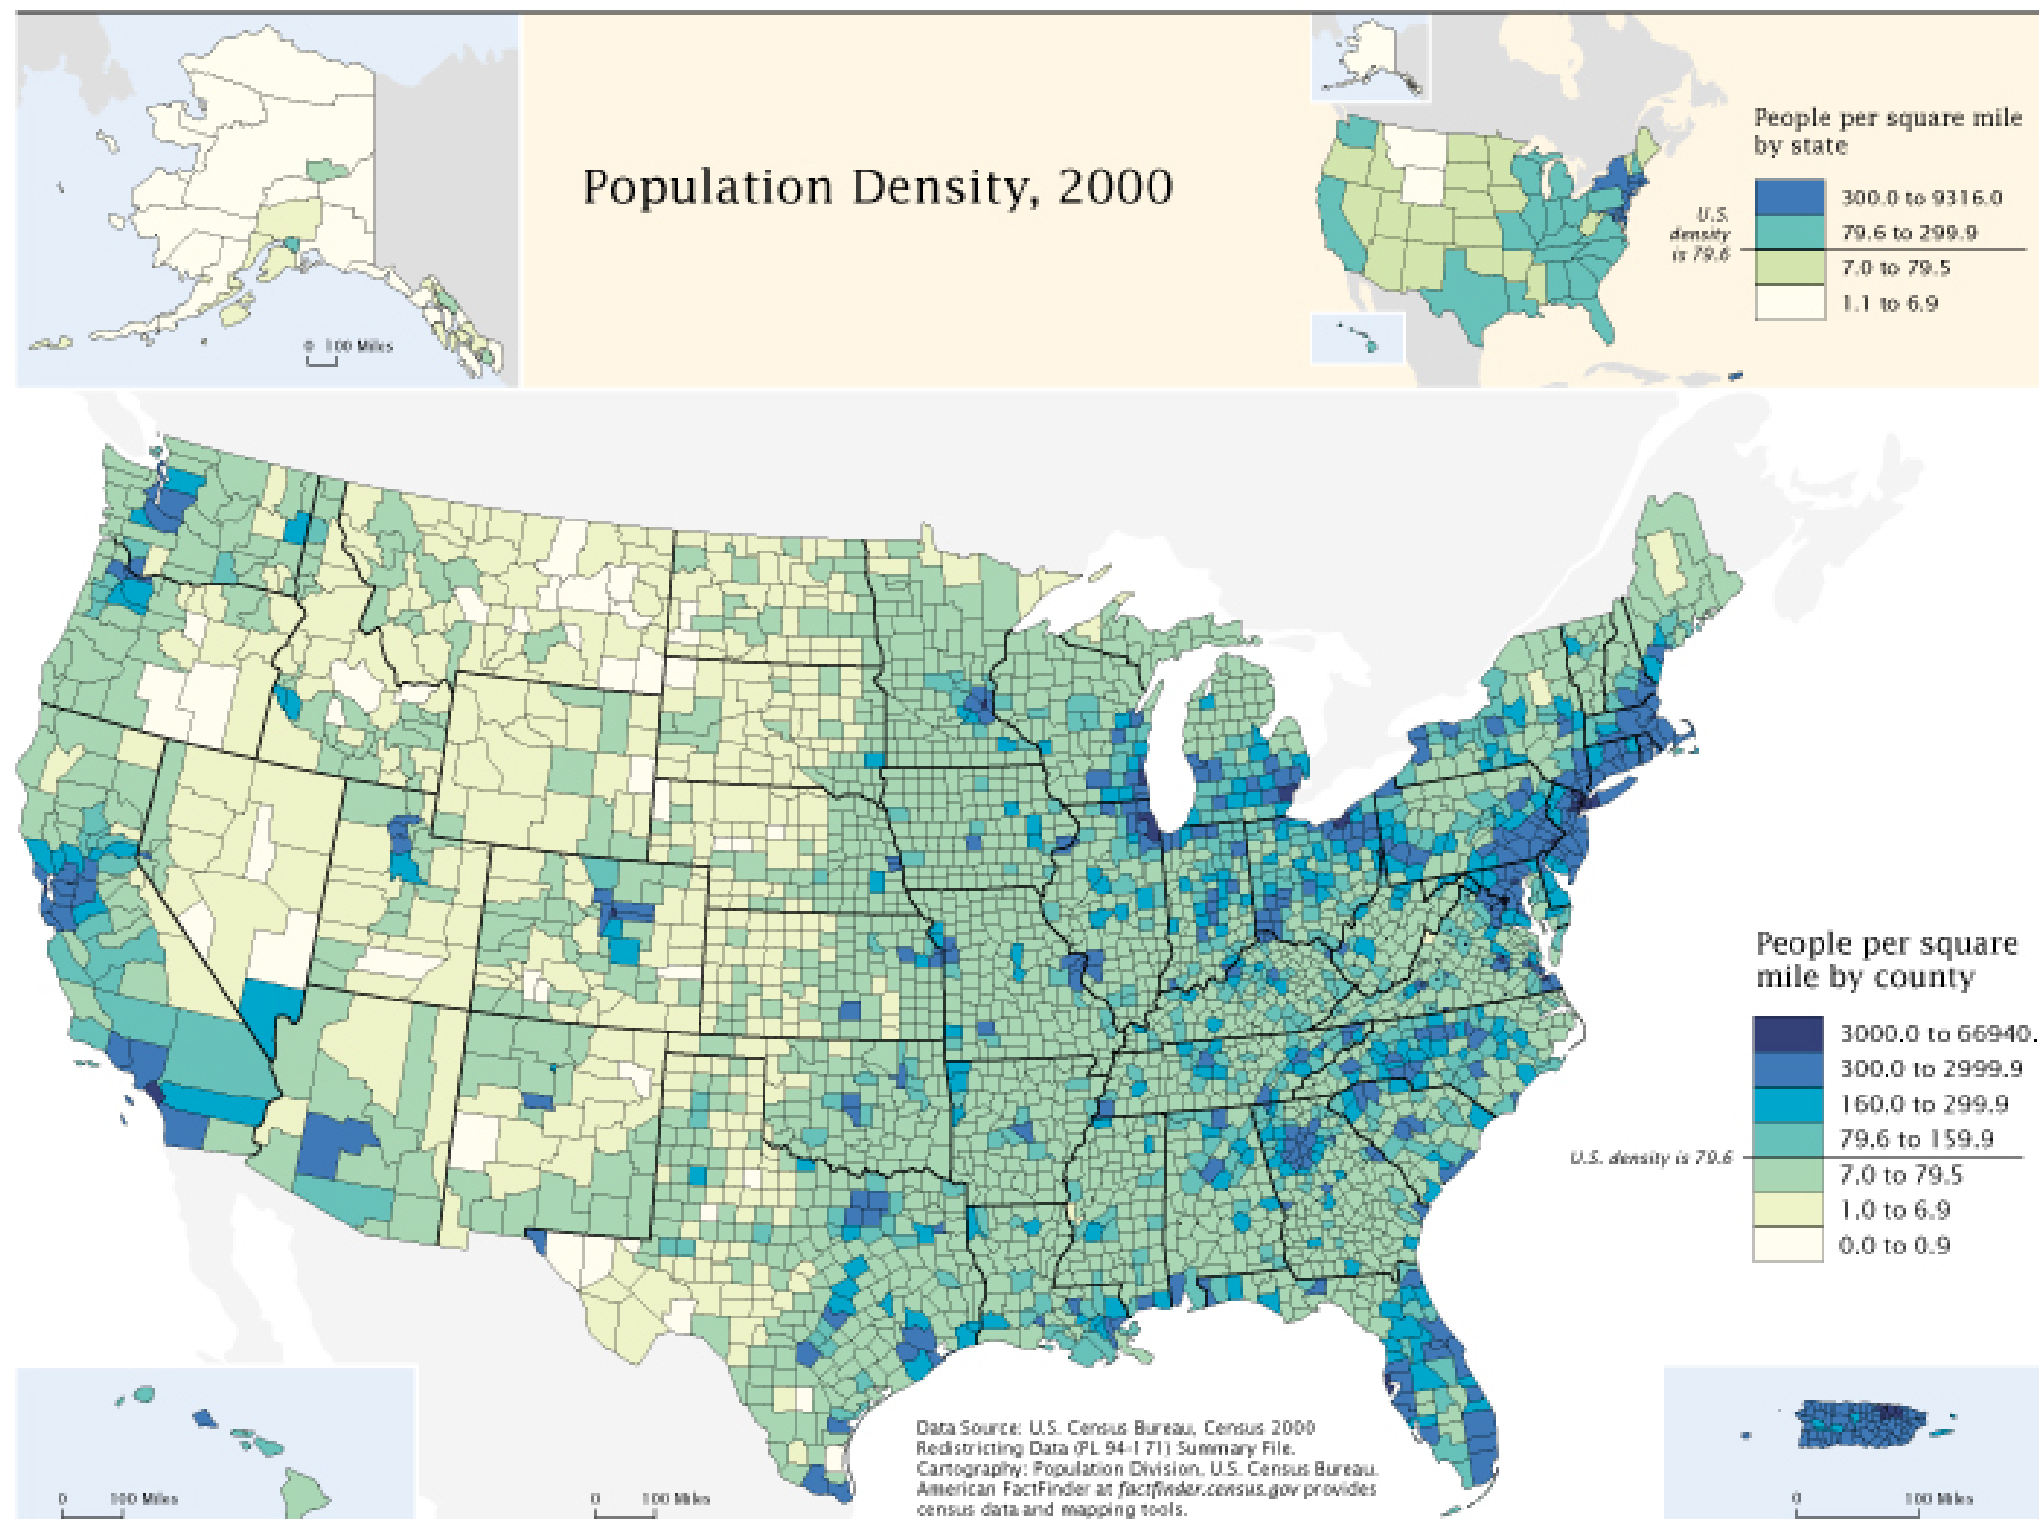 Population Density, 2000
0 100 Miles
People per square mile
by state
300.0 to 9316.0
79.6 to 299.9
7.0 to 79.5
1.1 to 6.9
U.S.
density
is 79.6
People per square
mile by county
3000.0 to 66940.
300.0 to 2999.9
160.0 to 299.9
79.6 to 159.9
7.0 to 79.5
1.0 to 6.9
0.0 to 0.9
U.S. density is 79.6
Data Source: U.S. Census Bureau, Census 2000
Redistricting Data (PL 94-171) Summary File.
Cartography: Population Division, U.S. Census Bureau.
American FactFinder at factfinder.census.gov provides
census data and mapping tools.
0 100 Miles
0 100 Miles
0 100 Miles